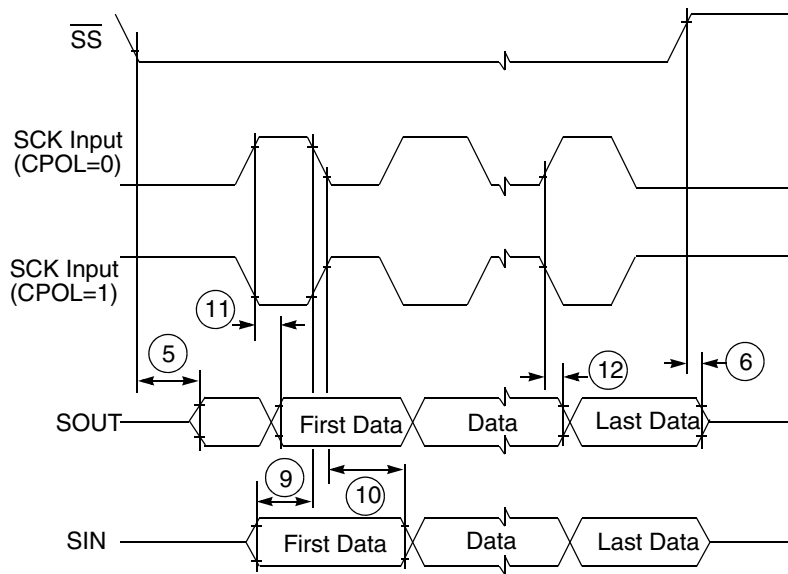 SS
SCK Input
(CPOL=0)
SCK Input
(CPOL=1)
11
5
12
6
SOUT
First Data
Data
Last Data
9
10
SIN
First Data
Data
Last Data